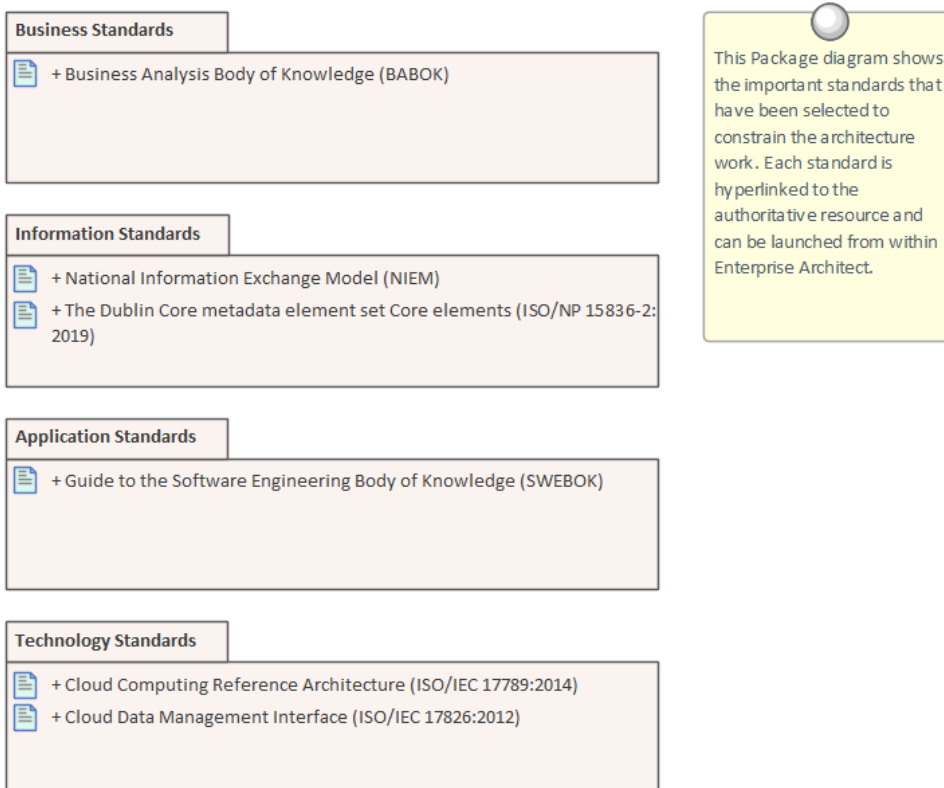 Business Standards
+ Business Analysis Body of Knowledge (BABOK)
Information Standards
+ National Information Exchange Model (NIEM)
+ The Dublin Core metadata element set Core elements (ISO/NP 15836-2:
2019)
Application Standards
+ Guide to the Software Engineering Body of Knowledge (SWEBOK)
Technology Standards
+ Cloud Computing Reference Architecture (ISO/IEC 17789:2014)
+ Cloud Data Management Interface (ISO/IEC 17826:2012)
This Package diagram shows
the important standards that
have been selected to
constrain the architecture
work. Each standard is
hyperlinked to the
authoritative resource and
can be launched from within
Enterprise Architect.